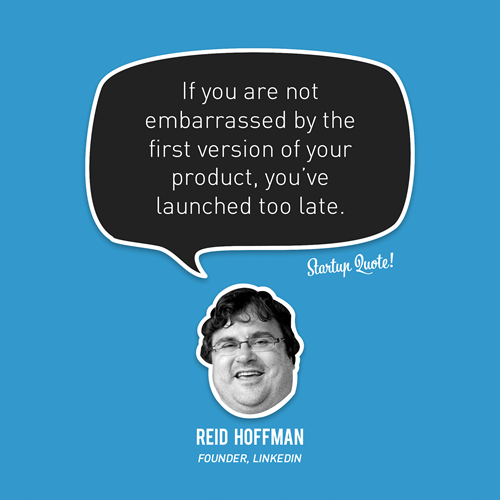 If you are not
embarrassed by the
first version of your
product, you’ve
launched too late.
Startup Quote!
REID HOFFMAN
FOUNDER, LINKEDIN